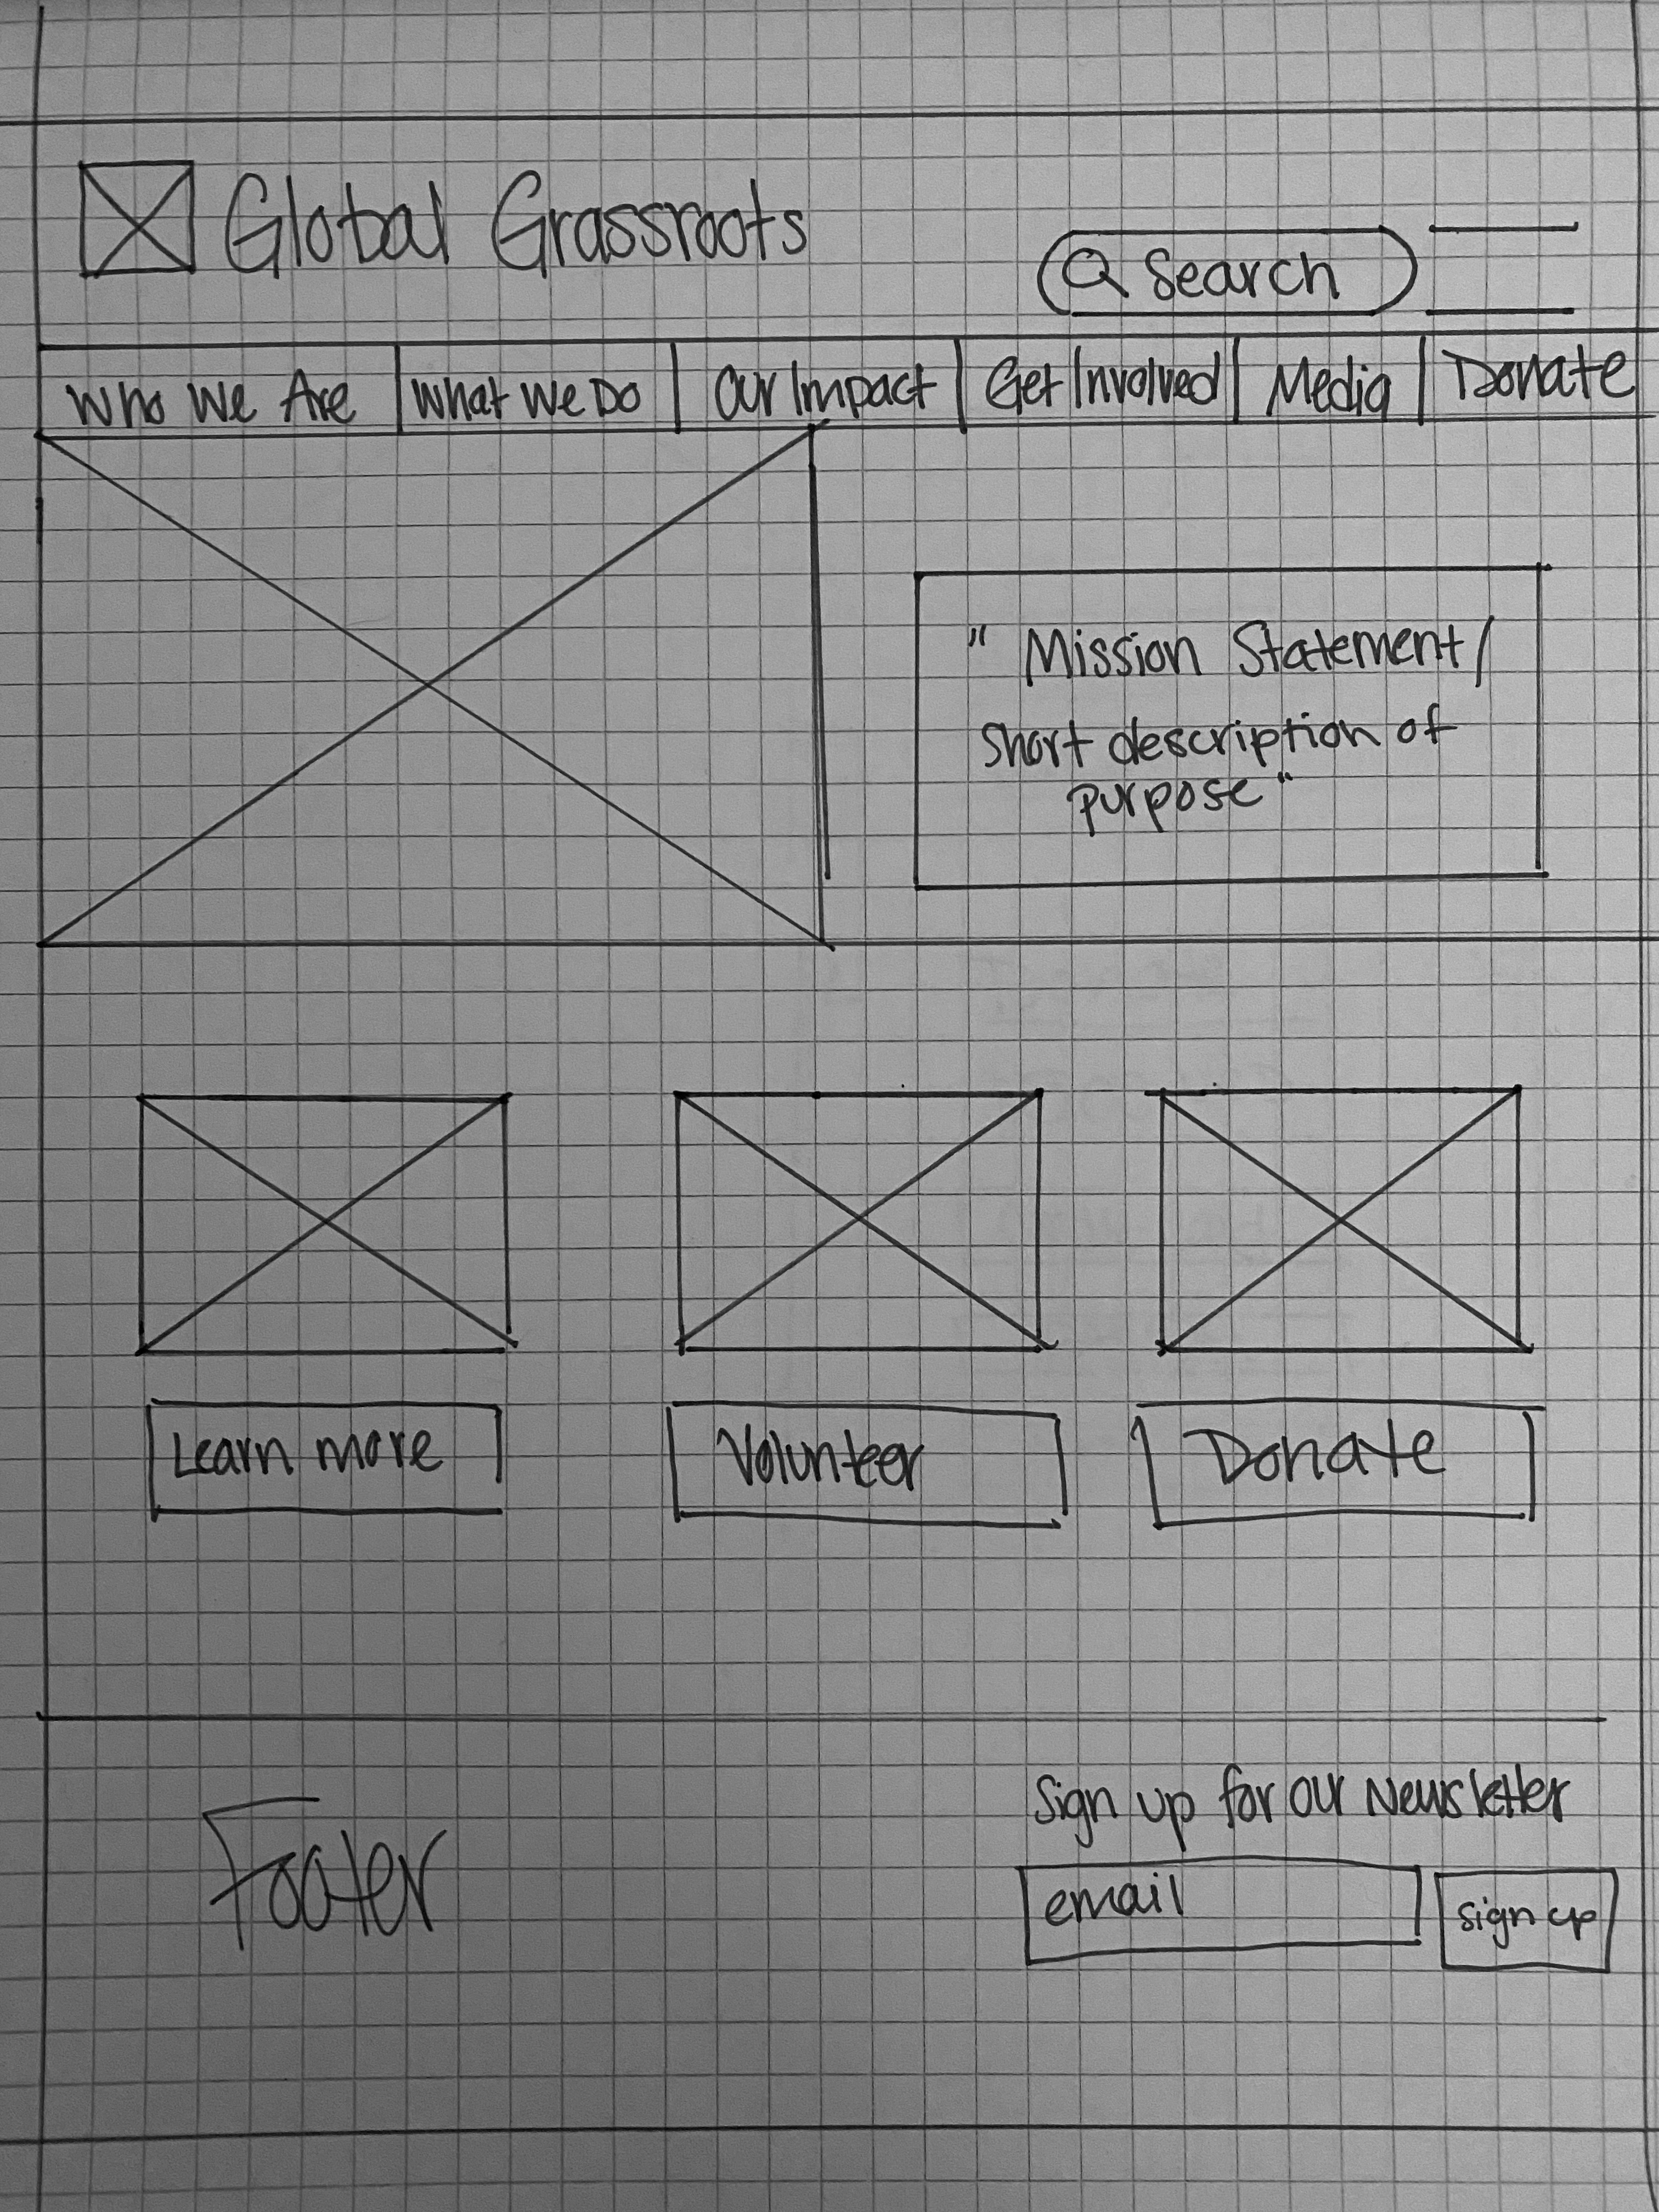 Global Grassroots
Search
Who We Are
What We Do
Our Impact
Get Involved
Media
Donate
" Mission Statement/
Short description of
purpose"
Learn more
Volunteer
Donate
Footer
Sign up for our Newsletter
email
sign up